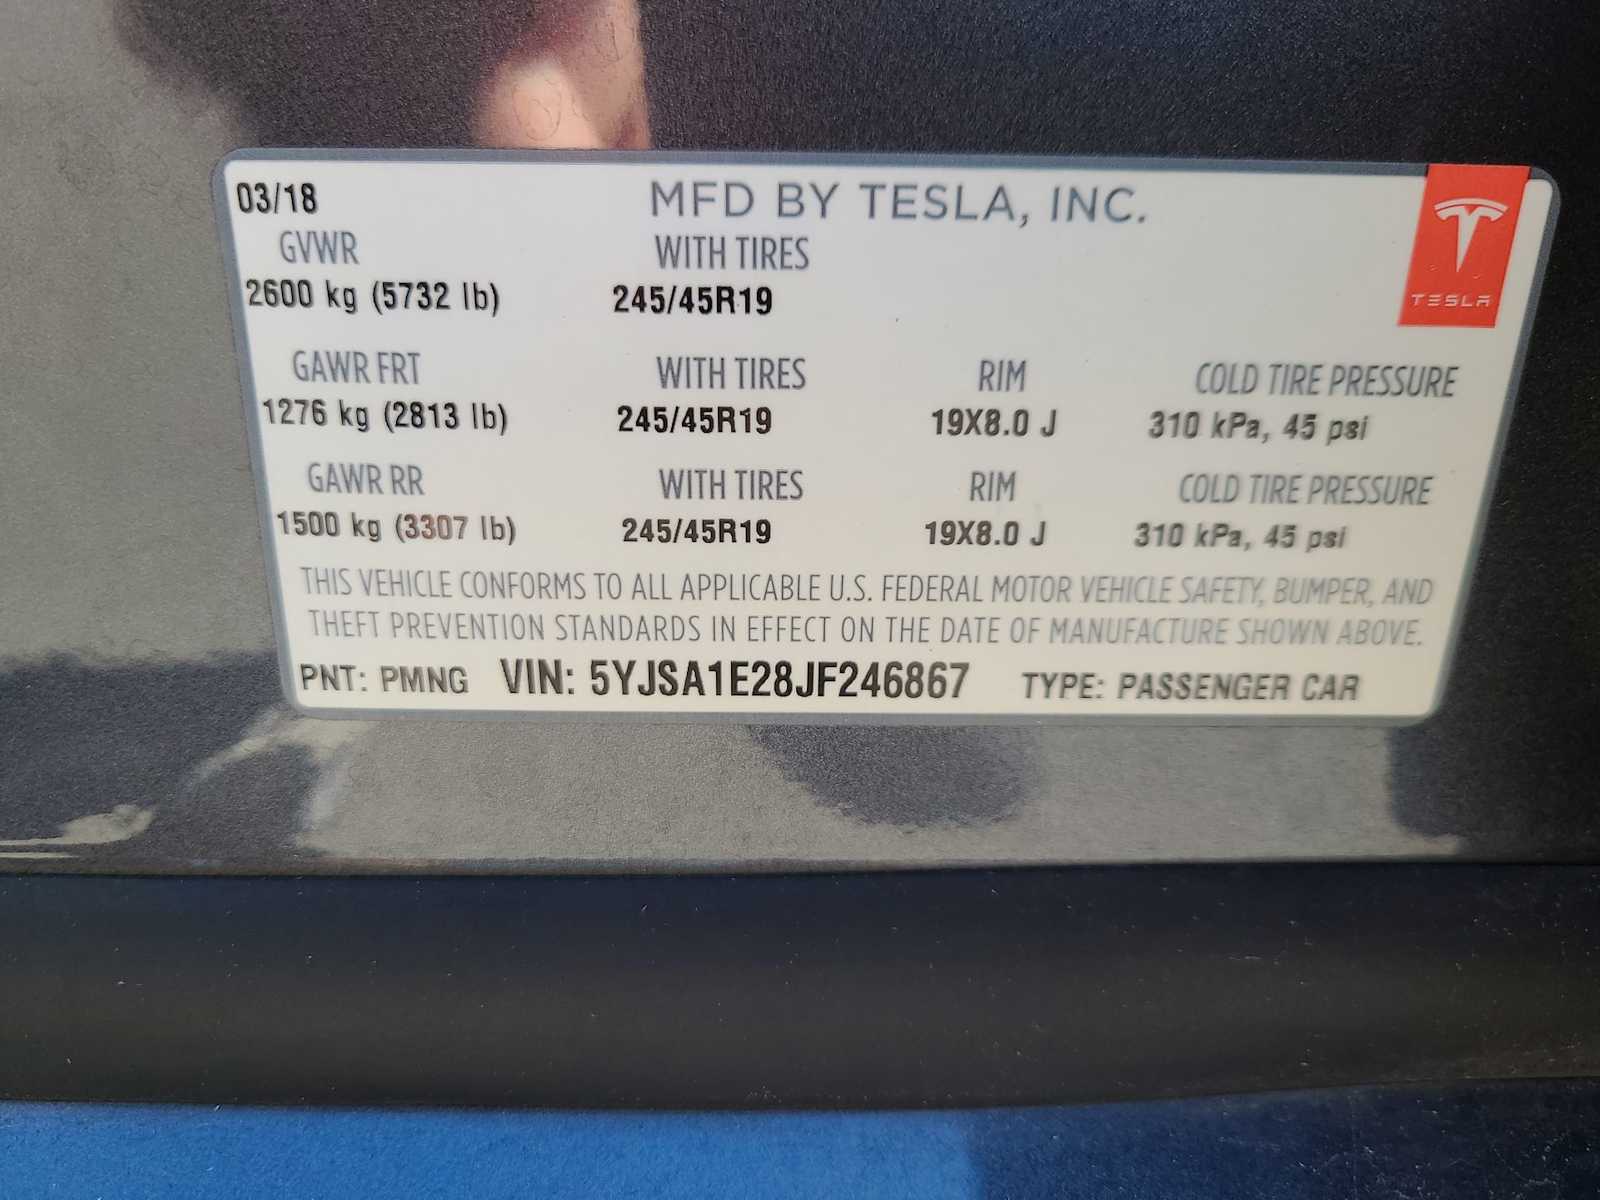 03/18 MFD BY TESLA, INC.
GVWR WITH TIRES
2600 kg (5732 lb) 245/45R19
TESLA
GAWR FRT WITH TIRES RIM COLD TIRE PRESSURE
1276 kg (2813 lb) 245/45R19 19X8.0 J 310 kPa, 45 psi
GAWR RR WITH TIRES RIM COLD TIRE PRESSURE
1500 kg (3307 lb) 245/45R19 19X8.0 J 310 kPa, 45 psi
THIS VEHICLE CONFORMS TO ALL APPLICABLE U.S. FEDERAL MOTOR VEHICLE SAFETY, BUMPER, AND
THEFT PREVENTION STANDARDS IN EFFECT ON THE DATE OF MANUFACTURE SHOWN ABOVE.
PNT: PMNG VIN: 5YJSA1E28JF246867 TYPE: PASSENGER CAR